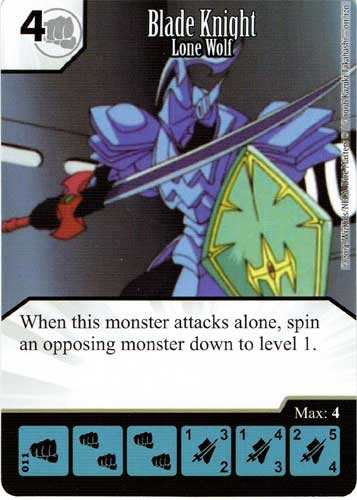 4
Blade Knight
Lone Wolf
When this monster attacks alone, spin
an opposing monster down to level 1.
Max: 4
011
1 3
2
1 4
3
2 5
4